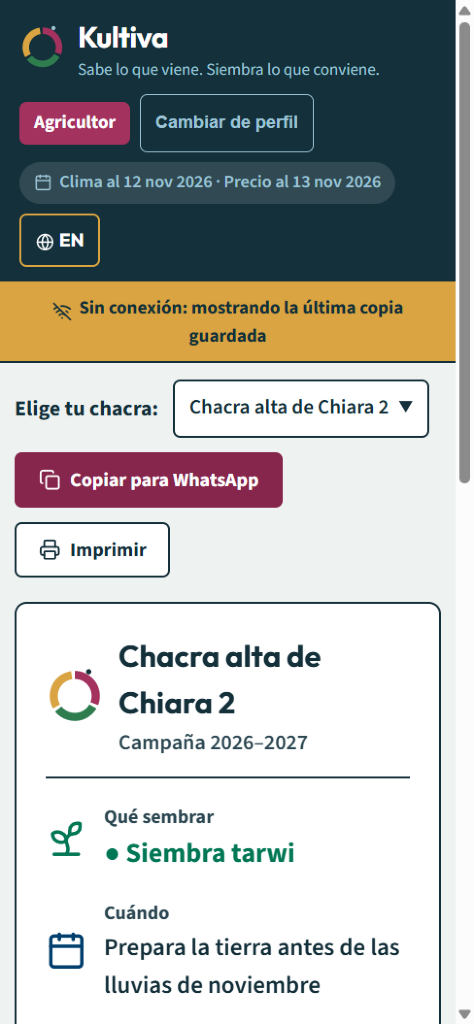 Kultiva
Sabe lo que viene. Siembra lo que conviene.
Agricultor
Cambiar de perfil
Clima al 12 nov 2026 · Precio al 13 nov 2026
EN
Sin conexión: mostrando la última copia
guardada
Elige tu chacra:
Chacra alta de Chiara 2 ▼
Copiar para WhatsApp
Imprimir
Chacra alta de
Chiara 2
Campaña 2026–2027
Qué sembrar
● Siembra tarwi
Cuándo
Prepara la tierra antes de las
lluvias de noviembre